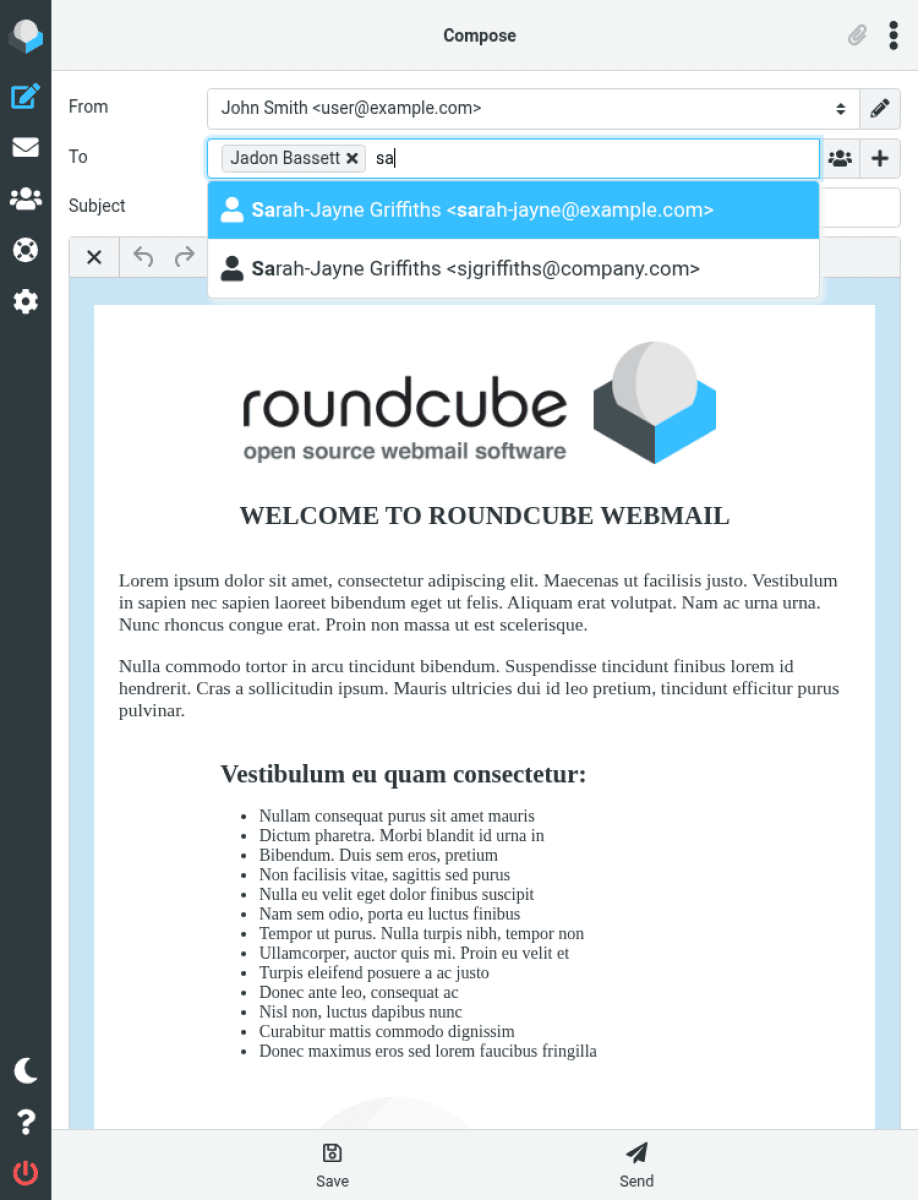 Compose
From
John Smith <user@example.com>
To
Jadon Bassett
sa
Subject
Sarah-Jayne Griffiths <sarah-jayne@example.com>
Sarah-Jayne Griffiths <sjgriffiths@company.com>
roundcube
open source webmail software
WELCOME TO ROUNDCUBE WEBMAIL
Lorem ipsum dolor sit amet, consectetur adipiscing elit. Maecenas ut facilisis justo. Vestibulum
in sapien nec sapien laoreet bibendum eget ut felis. Aliquam erat volutpat. Nam ac urna urna.
Nunc rhoncus congue erat. Proin non massa ut est scelerisque.
Nulla commodo tortor in arcu tincidunt bibendum. Suspendisse tincidunt finibus lorem id
hendrerit. Cras a sollicitudin ipsum. Mauris ultricies dui id leo pretium, tincidunt efficitur purus
pulvinar.
Vestibulum eu quam consectetur:
Nullam consequat purus sit amet mauris
Dictum pharetra. Morbi blandit id urna in
Bibendum. Duis sem eros, pretium
Non facilisis vitae, sagittis sed purus
Nulla eu velit eget dolor finibus suscipit
Nam sem odio, porta eu luctus finibus
Tempor ut purus. Nulla turpis nibh, tempor non
Ullamcorper, auctor quis mi. Proin eu velit et
Turpis eleifend posuere a ac justo
Donec ante leo, consequat ac
Nisl non, luctus dapibus nunc
Curabitur mattis commodo dignissim
Donec maximus eros sed lorem faucibus fringilla
Save
Send